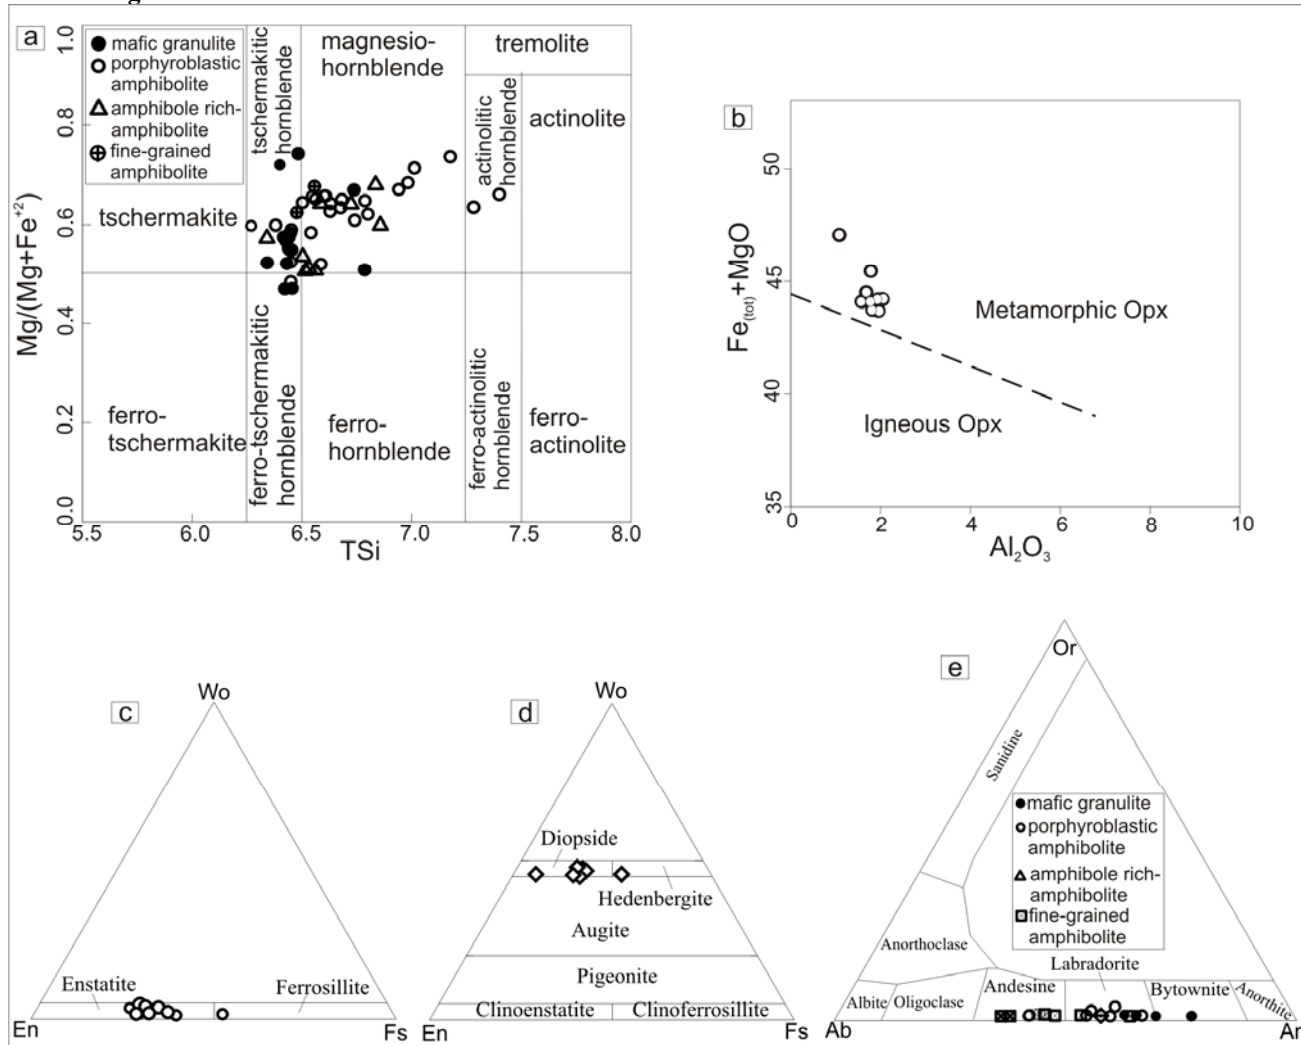 a
mafic granulite
porphyroblastic
amphibolite
amphibole rich-
amphibolite
fine-grained
amphibolite
tschermakitic
hornblende
magnesio-
hornblende
tremolite
actinolitic
hornblende
actinolite
tschermakite
ferro-
tschermakite
ferro-tschermakitic
hornblende
ferro-
hornblende
ferro-actinolitic
hornblende
ferro-
actinolite
Mg/(Mg+Fe+2)
1.0
0.8
0.6
0.4
0.2
0.0
5.5 6.0 6.5 7.0 7.5 8.0
TSi
b
Fe(tot)+MgO
50
45
40
35
Metamorphic Opx
Igneous Opx
0 2 4 6 8 10
Al2O3
c
Wo
Enstatite
Ferrosillite
En
Fs
d
Wo
Diopside
Hedenbergite
Augite
Pigeonite
Clinoenstatite
Clinoferrosillite
En
Fs
e
Or
Sanidine
mafic granulite
porphyroblastic
amphibolite
amphibole rich-
amphibolite
fine-grained
amphibolite
Anorthoclase
Labradorite
Albite
Oligoclase
Andesine
Bytownite
Anorthite
Ab
An